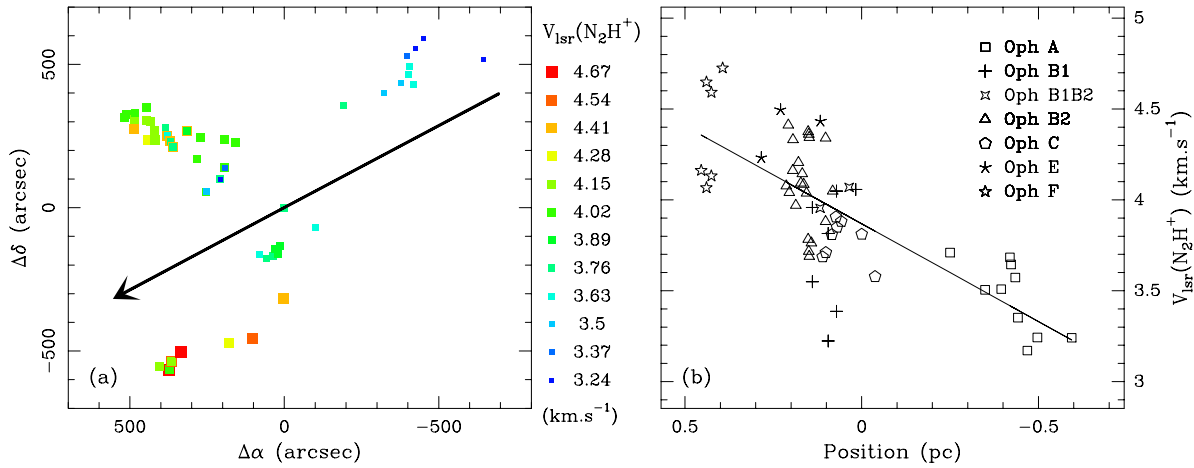 500
0
−500
Δδ (arcsec)
(a)
500
0
−500
Δα (arcsec)
V_lsr(N₂H⁺)
4.67
4.54
4.41
4.28
4.15
4.02
3.89
3.76
3.63
3.5
3.37
3.24
(km.s⁻¹)
Oph A
Oph B1
Oph B1B2
Oph B2
Oph C
Oph E
Oph F
(b)
5
4.5
4
3.5
3
V_lsr(N₂H⁺) (km.s⁻¹)
0.5
0
−0.5
Position (pc)